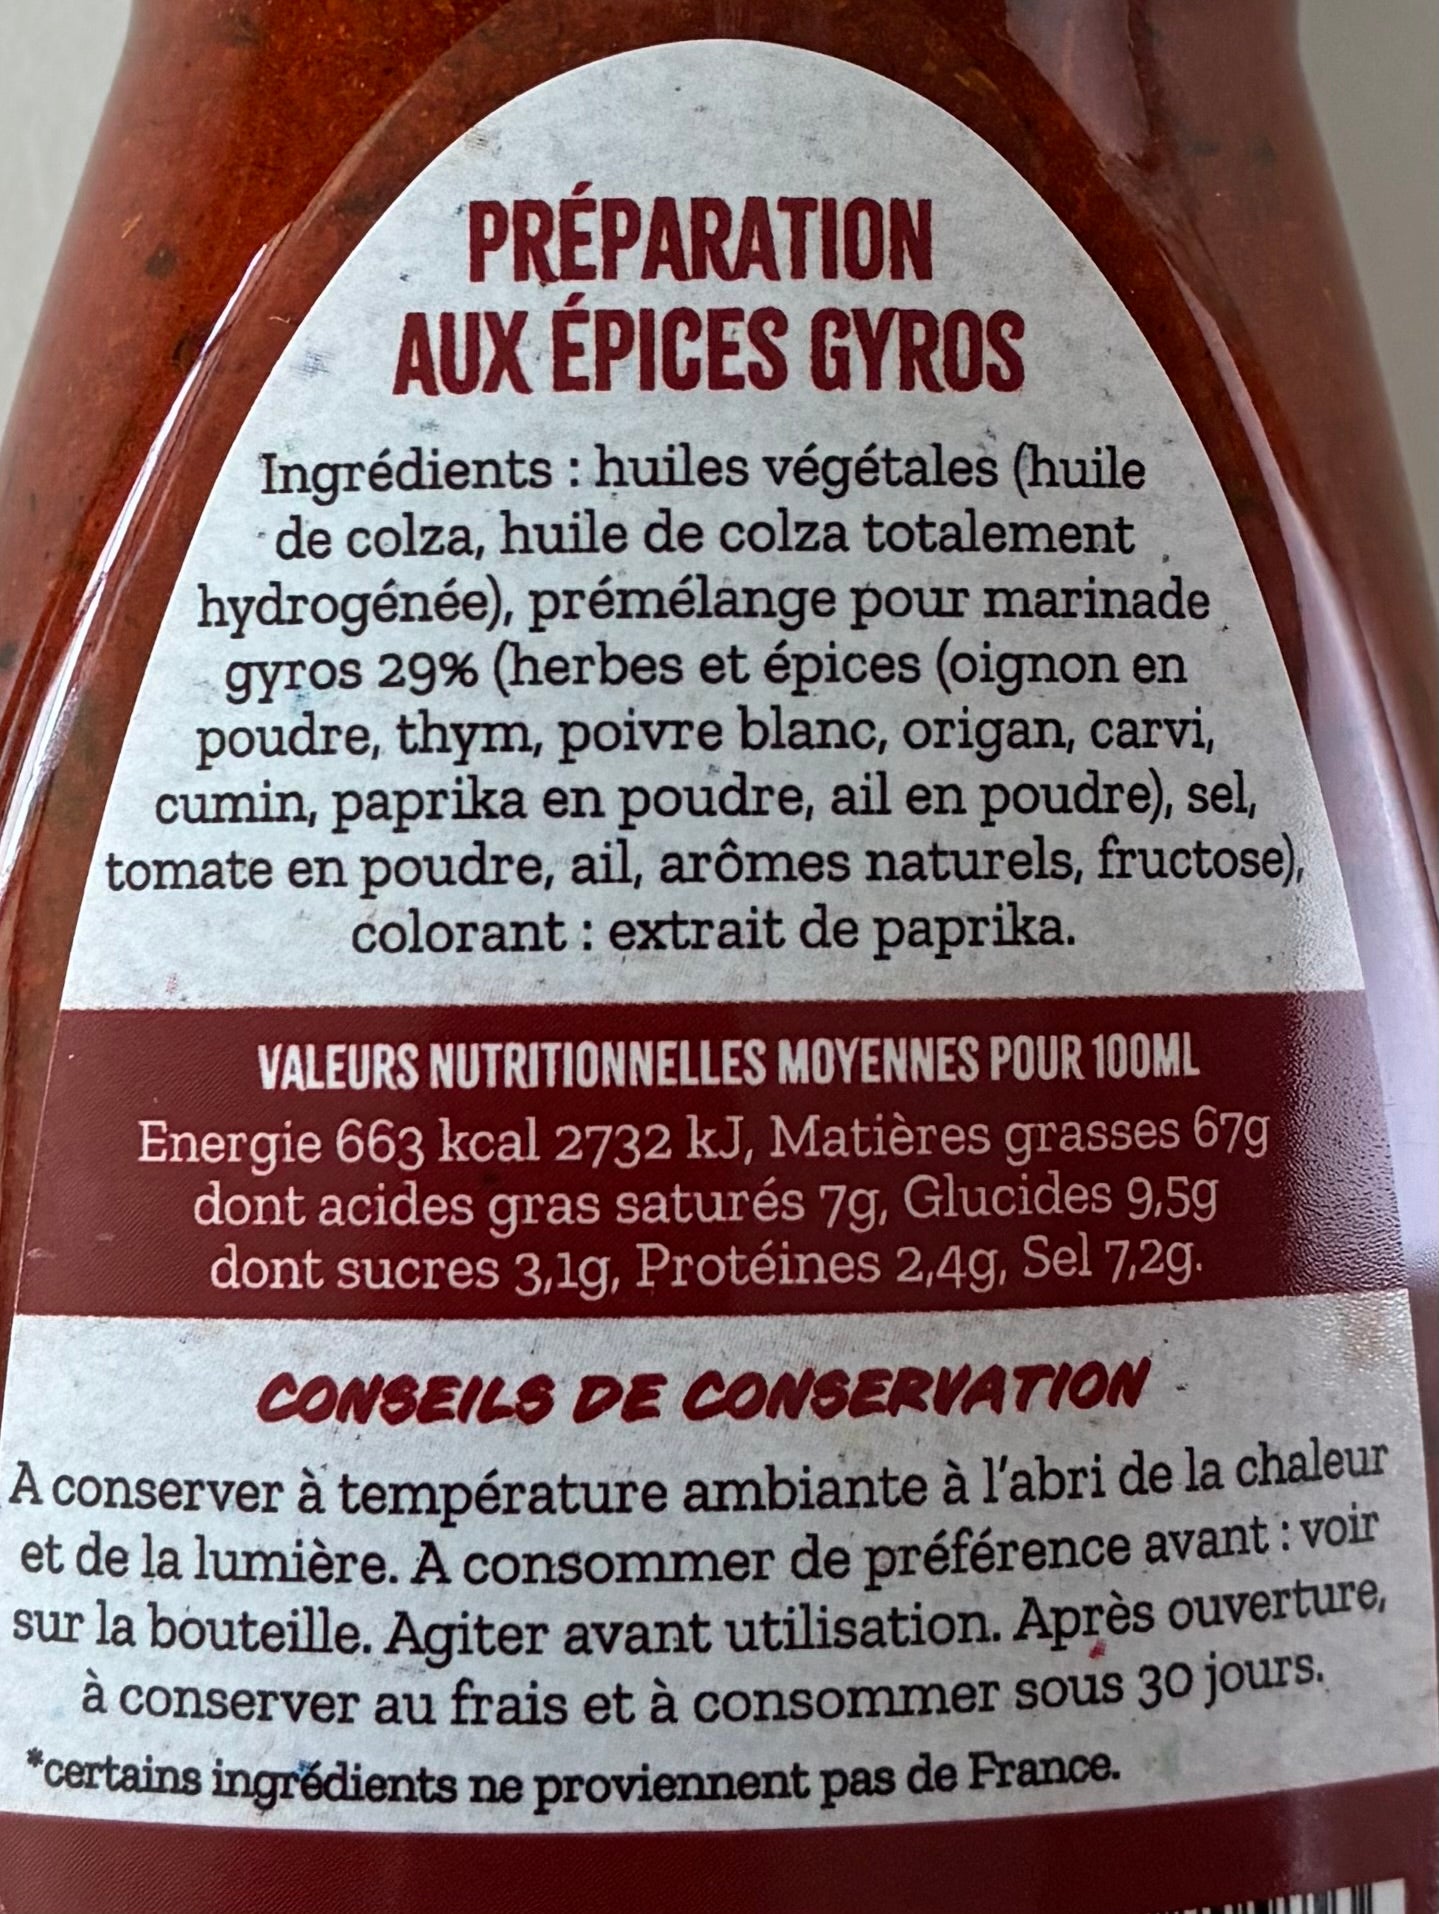 PRÉPARATION
AUX ÉPICES GYROS
Ingrédients : huiles végétales (huile
de colza, huile de colza totalement
hydrogénée), prémélange pour marinade
gyros 29% (herbes et épices (oignon en
poudre, thym, poivre blanc, origan, carvi,
cumin, paprika en poudre, ail en poudre), sel,
tomate en poudre, ail, arômes naturels, fructose),
colorant : extrait de paprika.
VALEURS NUTRITIONNELLES MOYENNES POUR 100ML
Energie 663 kcal 2732 kJ, Matières grasses 67g
dont acides gras saturés 7g, Glucides 9,5g
dont sucres 3,1g, Protéines 2,4g, Sel 7,2g.
CONSEILS DE CONSERVATION
A conserver à température ambiante à l'abri de la chaleur
et de la lumière. A consommer de préférence avant : voir
sur la bouteille. Agiter avant utilisation. Après ouverture,
à conserver au frais et à consommer sous 30 jours.
*certains ingrédients ne proviennent pas de France.